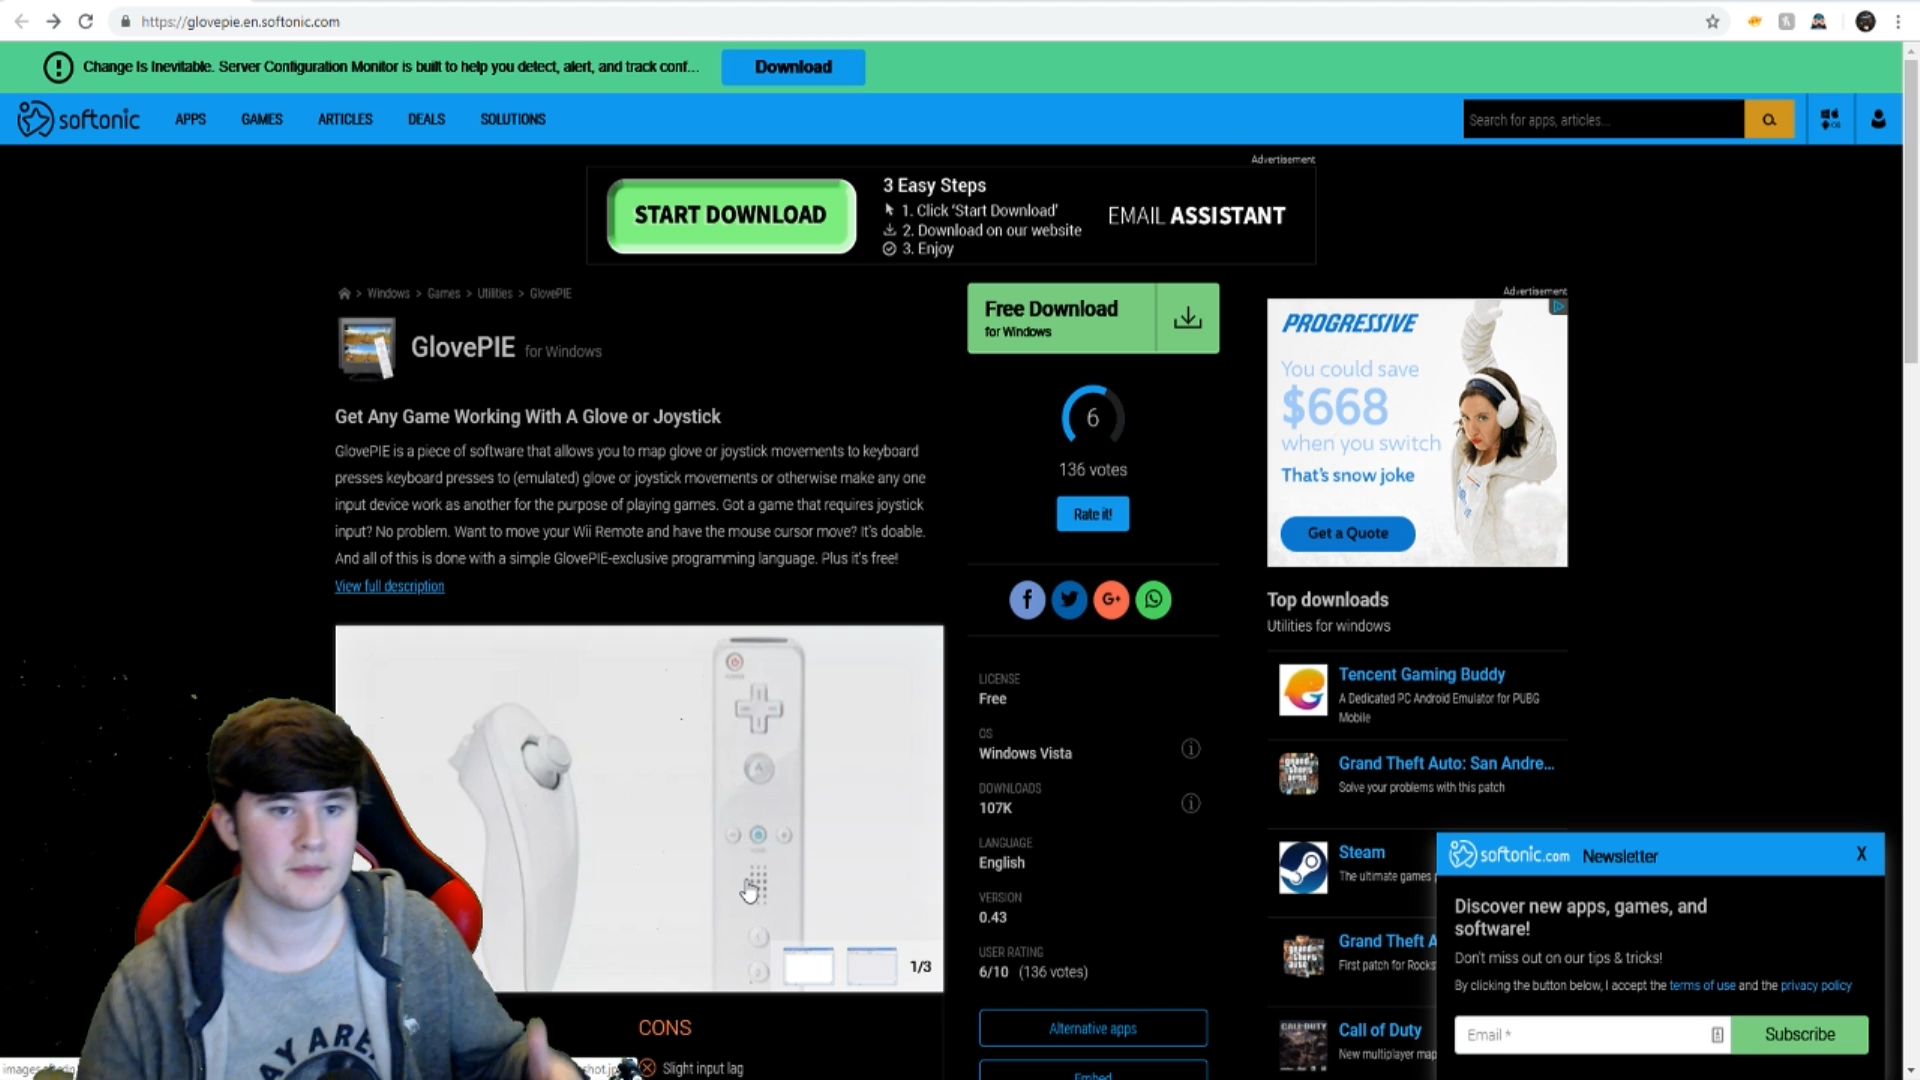 https://glovepie.en.softonic.com
Change Is Inevitable. Server Configuration Monitor is built to help you detect, alert, and track conf...
Download
softonic
APPS
GAMES
ARTICLES
DEALS
SOLUTIONS
Search for apps, articles...
Advertisement
START DOWNLOAD
3 Easy Steps
1. Click 'Start Download'
2. Download on our website
3. Enjoy
EMAIL ASSISTANT
> Windows > Games > Utilities > GlovePIE
GlovePIE for Windows
Get Any Game Working With A Glove or Joystick
GlovePIE is a piece of software that allows you to map glove or joystick movements to keyboard
presses keyboard presses to (emulated) glove or joystick movements or otherwise make any one
input device work as another for the purpose of playing games. Got a game that requires joystick
input? No problem. Want to move your Wii Remote and have the mouse cursor move? It's doable.
And all of this is done with a simple GlovePIE-exclusive programming language. Plus it's free!
View full description
1/3
CONS
Slight input lag
Free Download
for Windows
6
136 votes
Rate it!
LICENSE
Free
OS
Windows Vista
DOWNLOADS
107K
LANGUAGE
English
VERSION
0.43
USER RATING
6/10 (136 votes)
Alternative apps
Embed
Advertisement
PROGRESSIVE
You could save
$668
when you switch
That's snow joke
Get a Quote
Top downloads
Utilities for windows
Tencent Gaming Buddy
A Dedicated PC Android Emulator for PUBG
Mobile
Grand Theft Auto: San Andre...
Solve your problems with this patch
Steam
The ultimate games
Grand Theft A
First patch for Rocks
Call of Duty
New multiplayer map
softonic.com Newsletter X
Discover new apps, games, and
software!
Don't miss out on our tips & tricks!
By clicking the button below, I accept the terms of use and the privacy policy
Email *
Subscribe